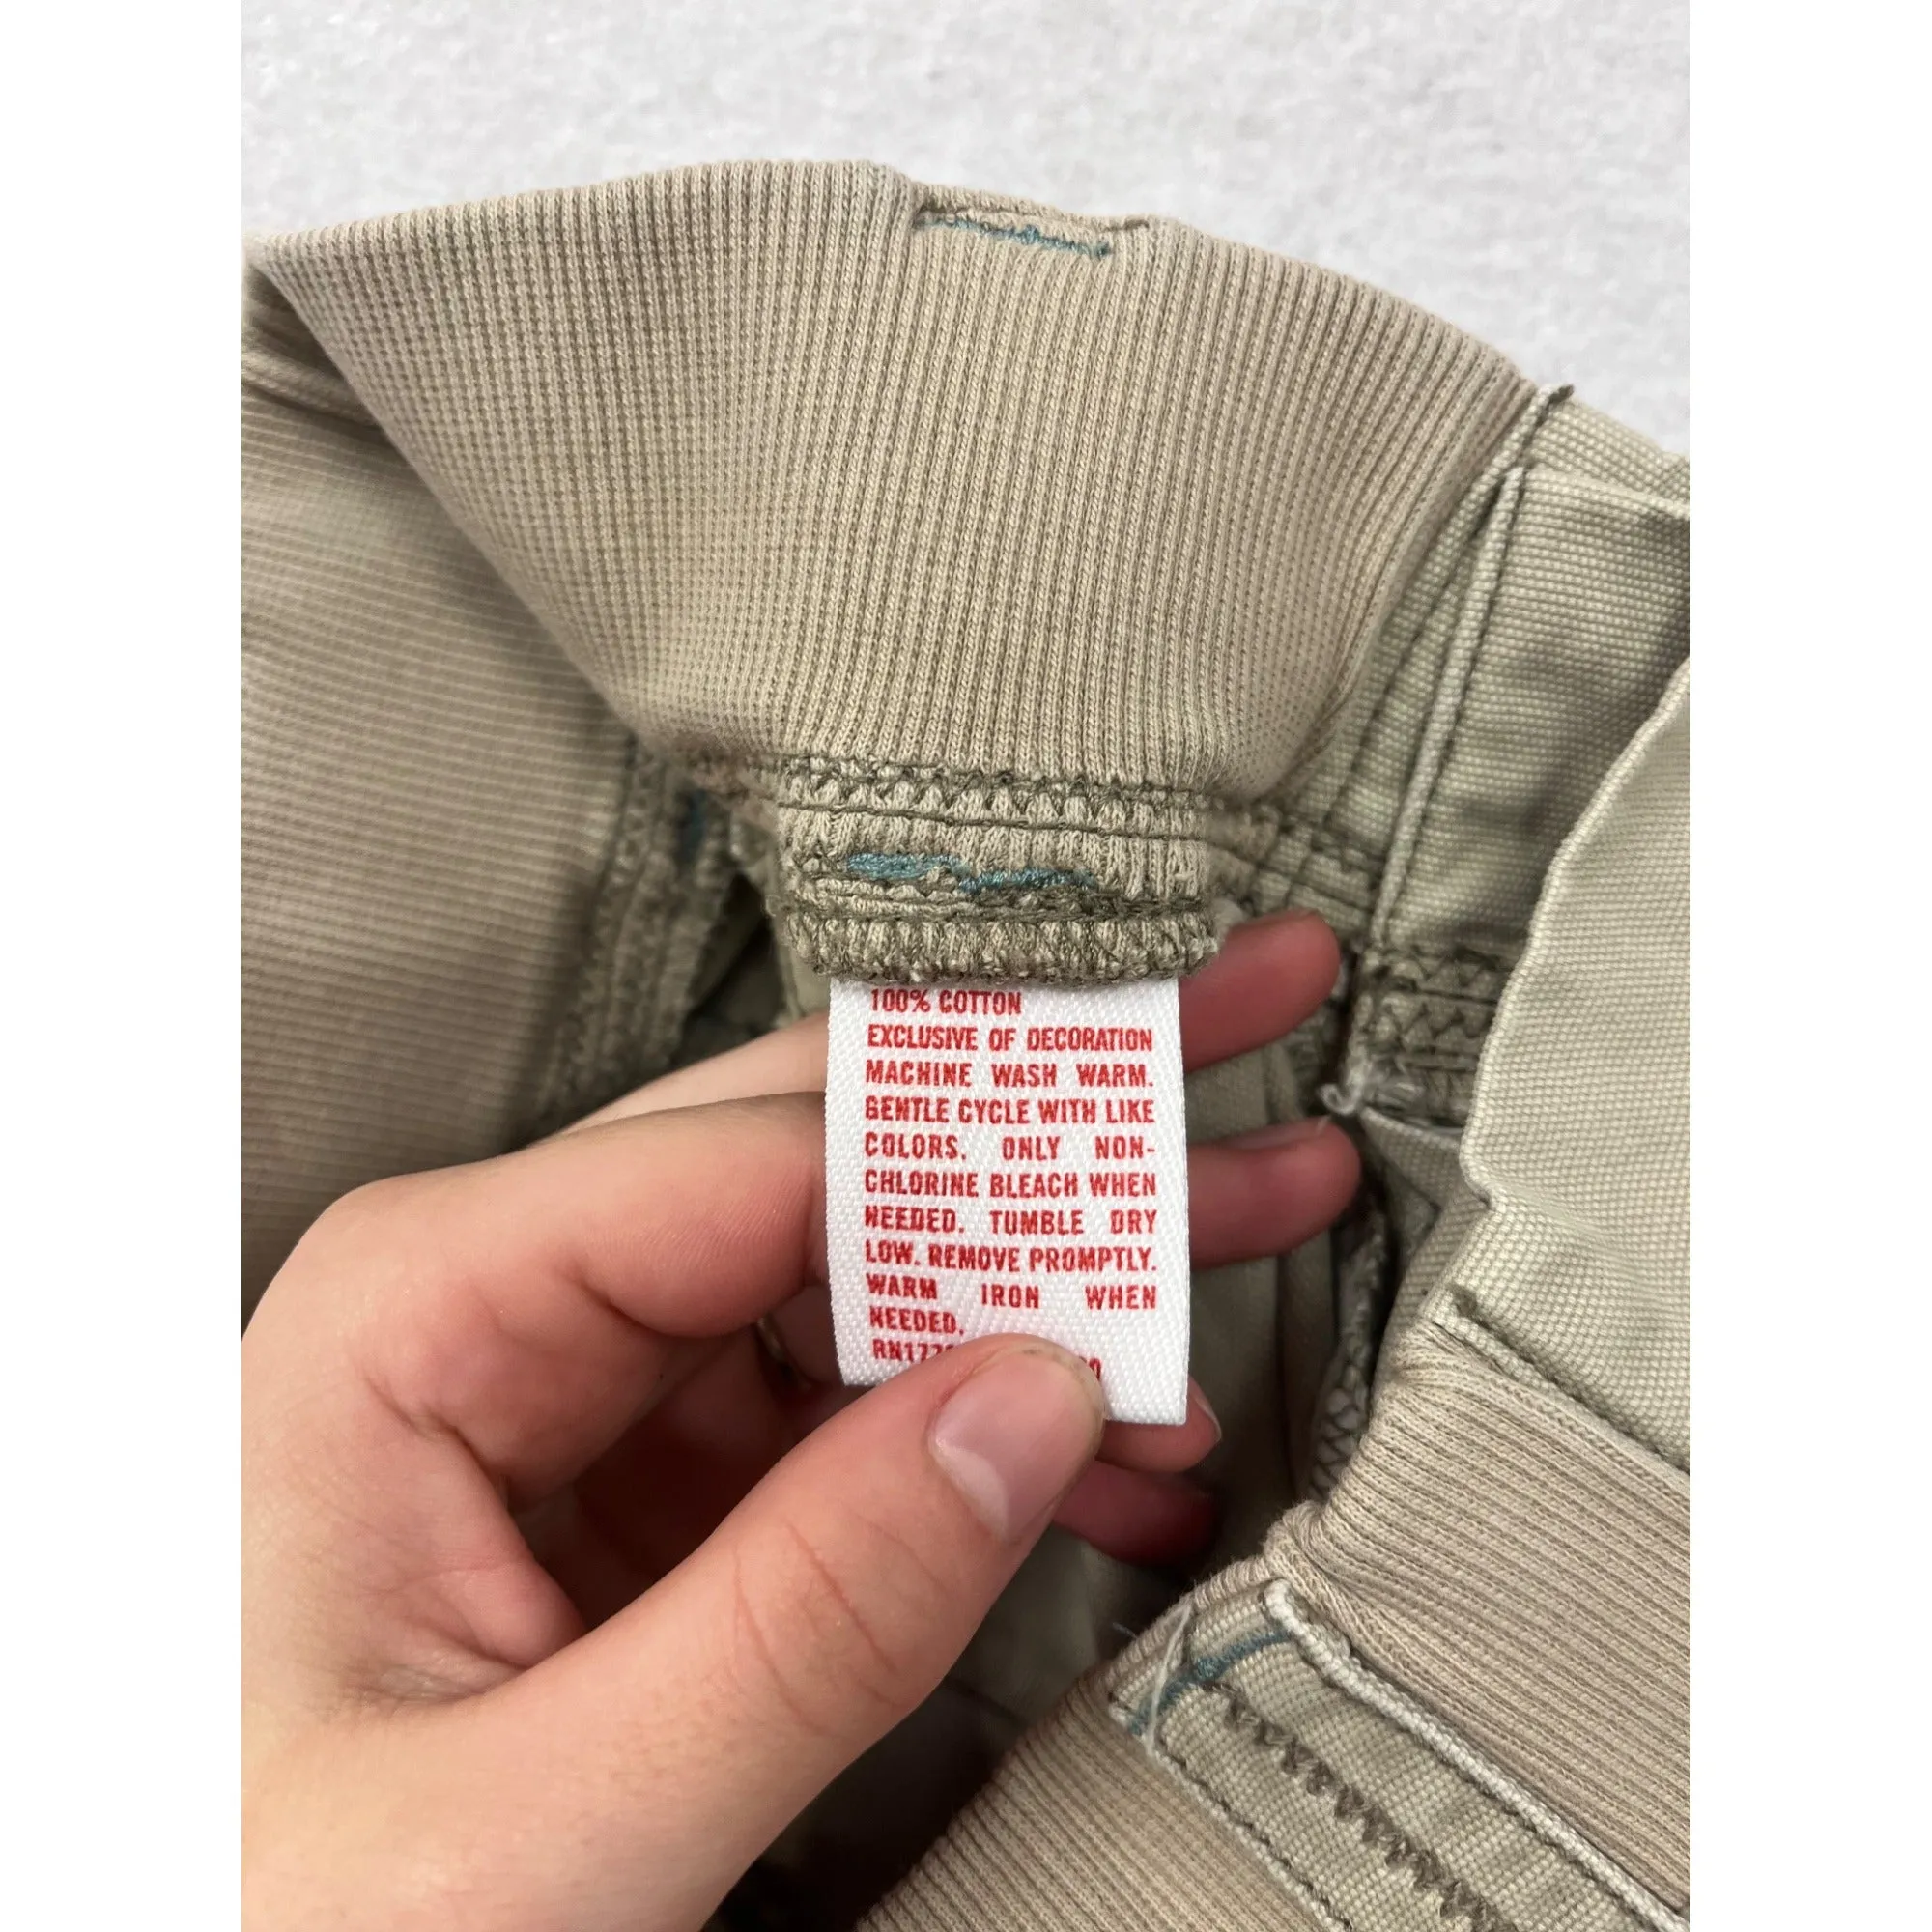 100% COTTON
EXCLUSIVE OF DECORATION
MACHINE WASH WARM.
GENTLE CYCLE WITH LIKE
COLORS. ONLY NON-
CHLORINE BLEACH WHEN
NEEDED. TUMBLE DRY
LOW. REMOVE PROMPTLY.
WARM IRON WHEN
NEEDED.